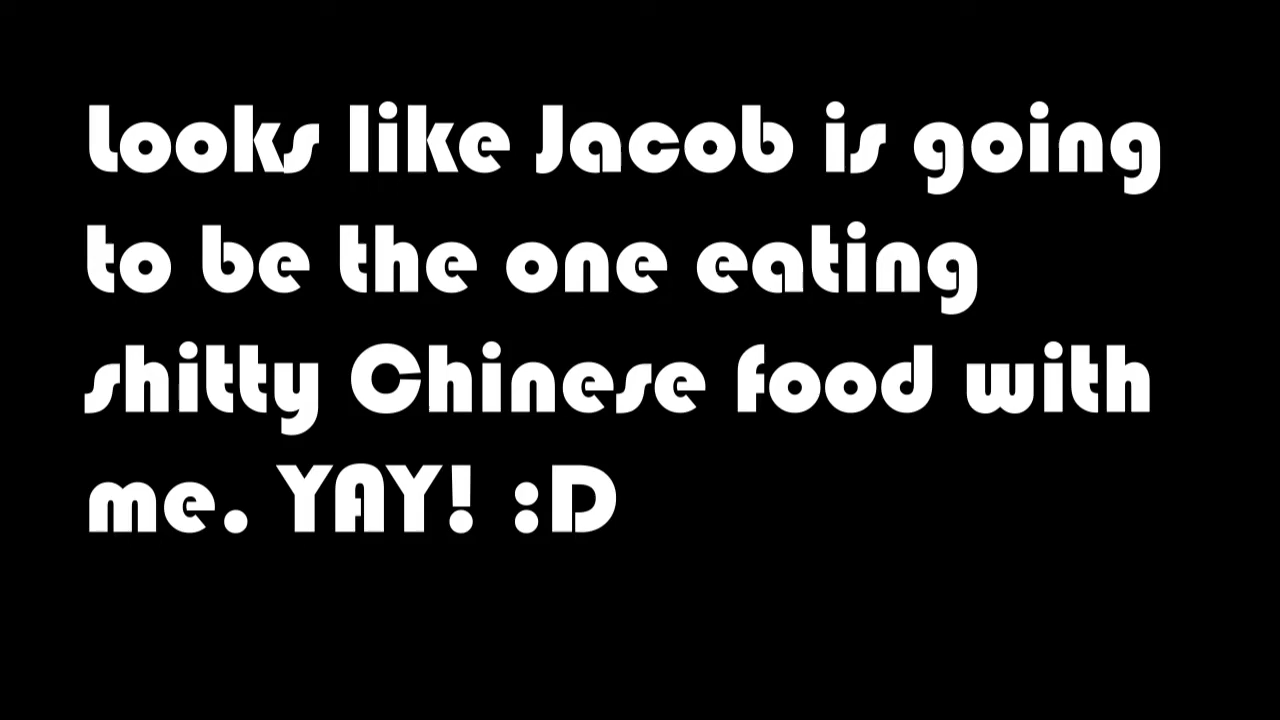 Looks like Jacob is going
to be the one eating
shitty Chinese food with
me. YAY! :D